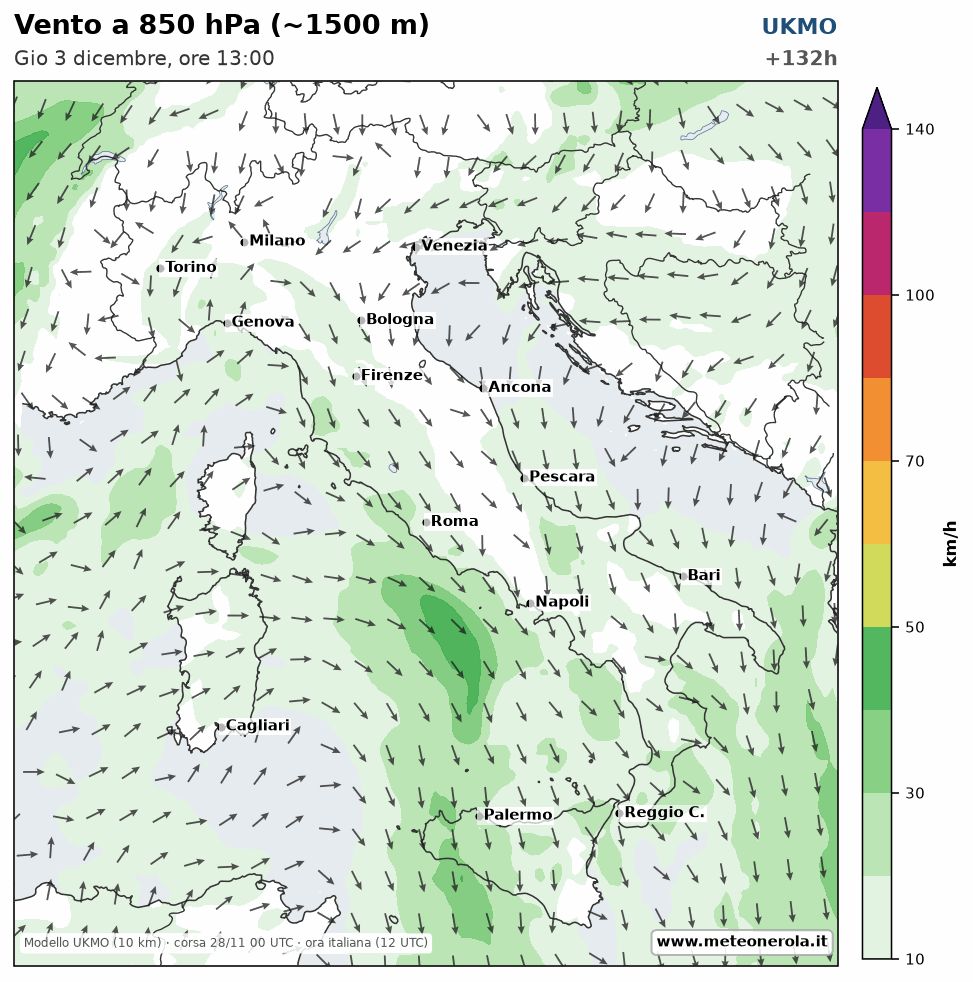 Vento a 850 hPa (~1500 m)
UKMO
Gio 3 dicembre, ore 13:00
+132h
Milano
Venezia
Torino
Genova
Bologna
Firenze
Ancona
Pescara
Roma
Bari
Napoli
Cagliari
Palermo
Reggio C.
140
100
70
50
30
10
km/h
Modello UKMO (10 km) · corsa 28/11 00 UTC · ora italiana (12 UTC)
www.meteonerola.it